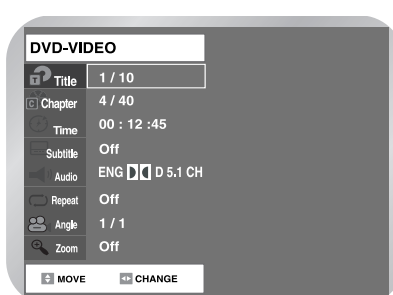 DVD-VIDEO
Title 1 / 10
C Chapter 4 / 40
Time 00 : 12 :45
Subtitle Off
Audio ENG D 5.1 CH
Repeat Off
Angle 1 / 1
Zoom Off
MOVE CHANGE